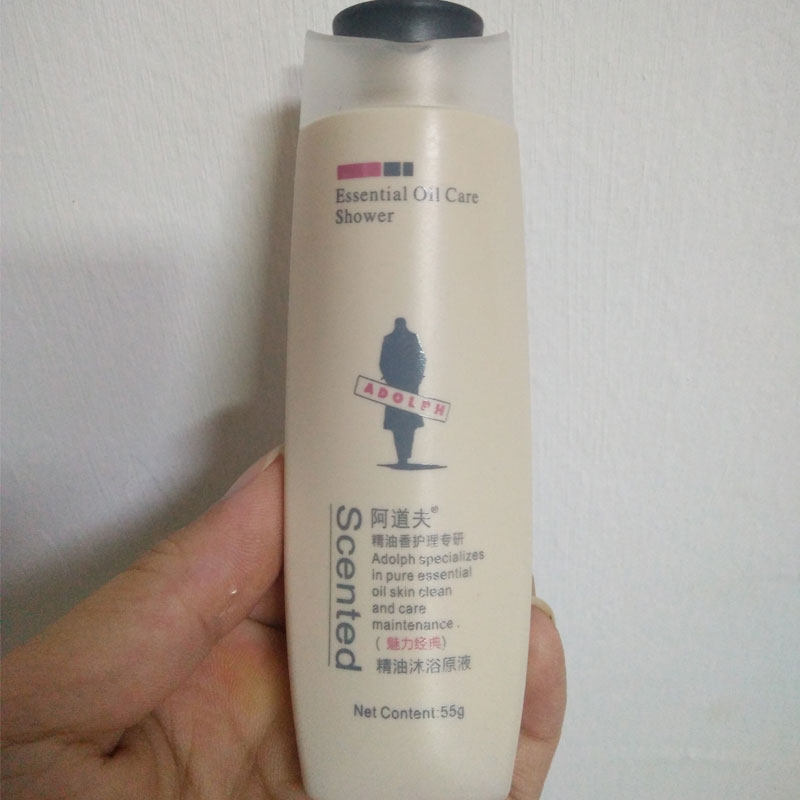 Essential Oil Care
Shower
ADOLPH
Scented
阿道夫®
精油香护理专研
Adolph specializes
in pure essential
oil skin clean
and care
maintenance.
(魅力经典)
精油沐浴原液
Net Content:55g